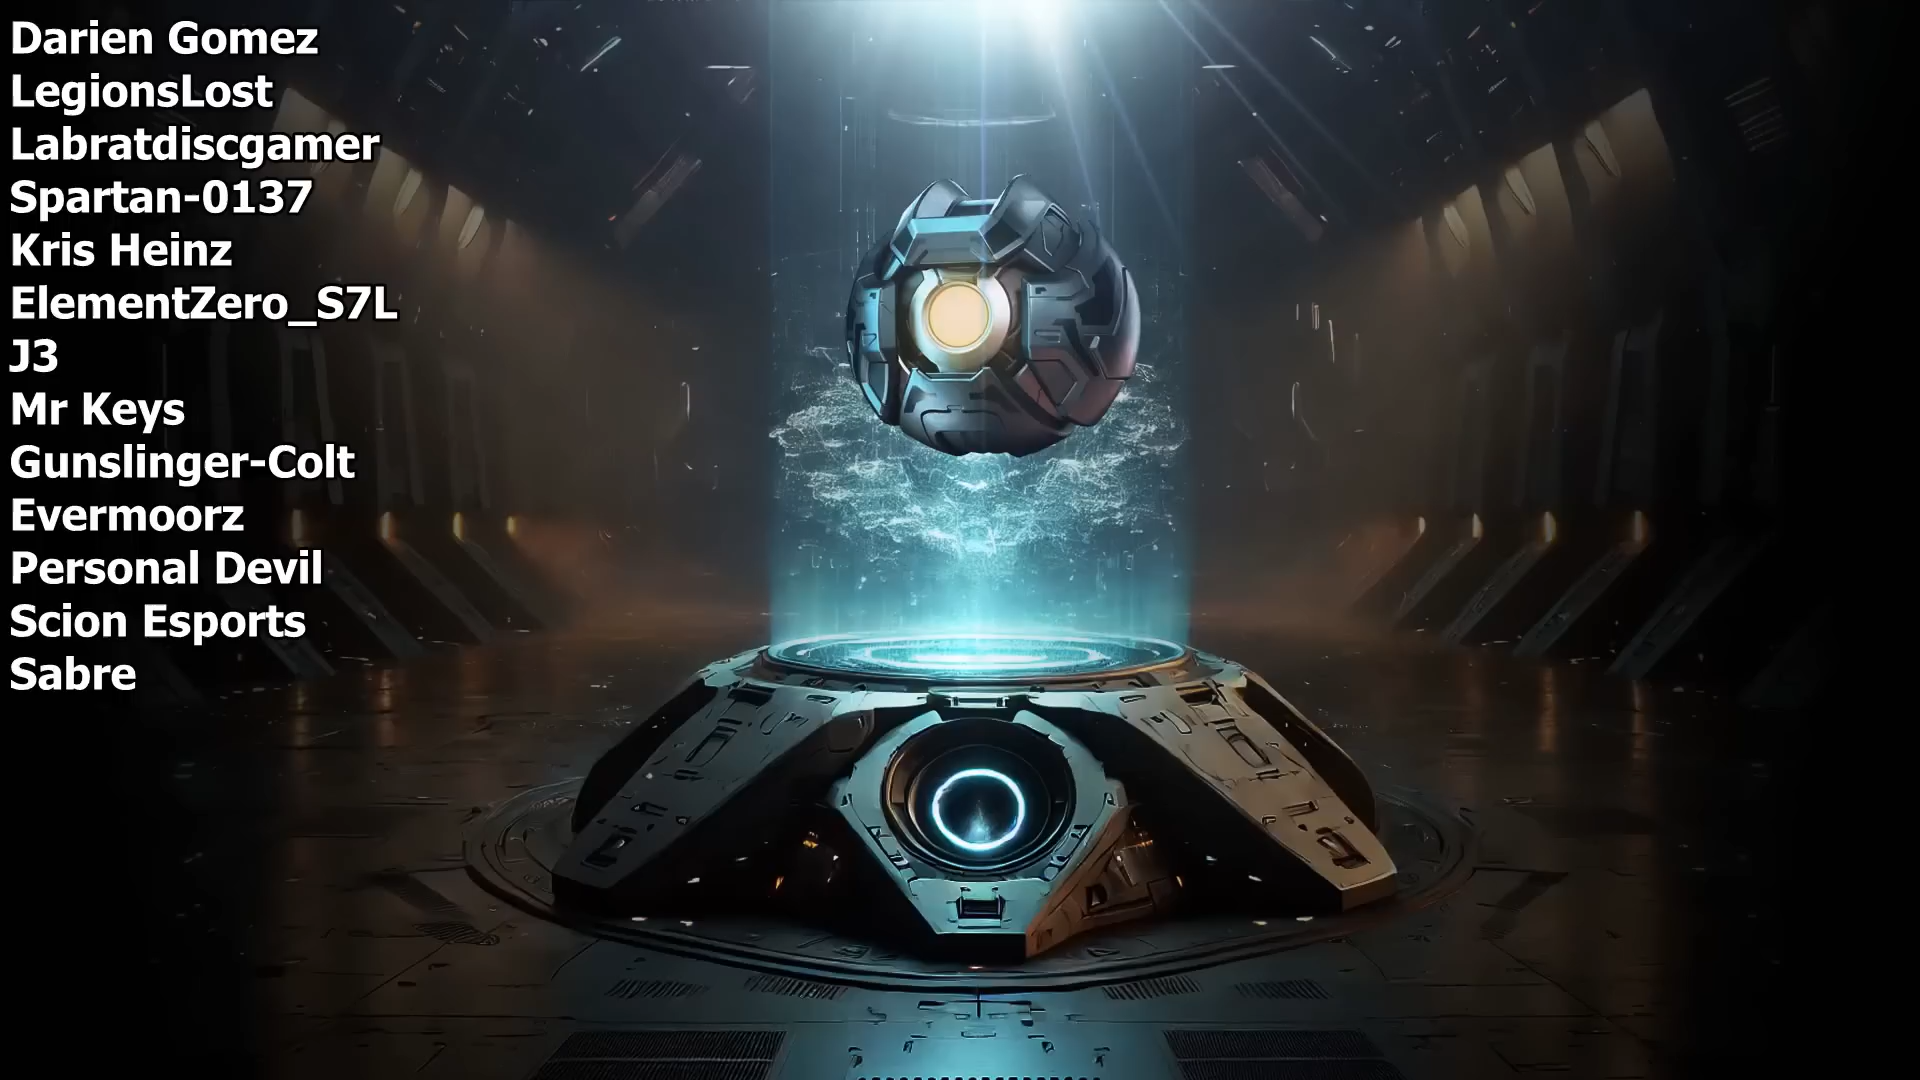 Darien Gomez
LegionsLost
Labratdiscgamer
Spartan-0137
Kris Heinz
ElementZero_S7L
J3
Mr Keys
Gunslinger-Colt
Evermoorz
Personal Devil
Scion Esports
Sabre